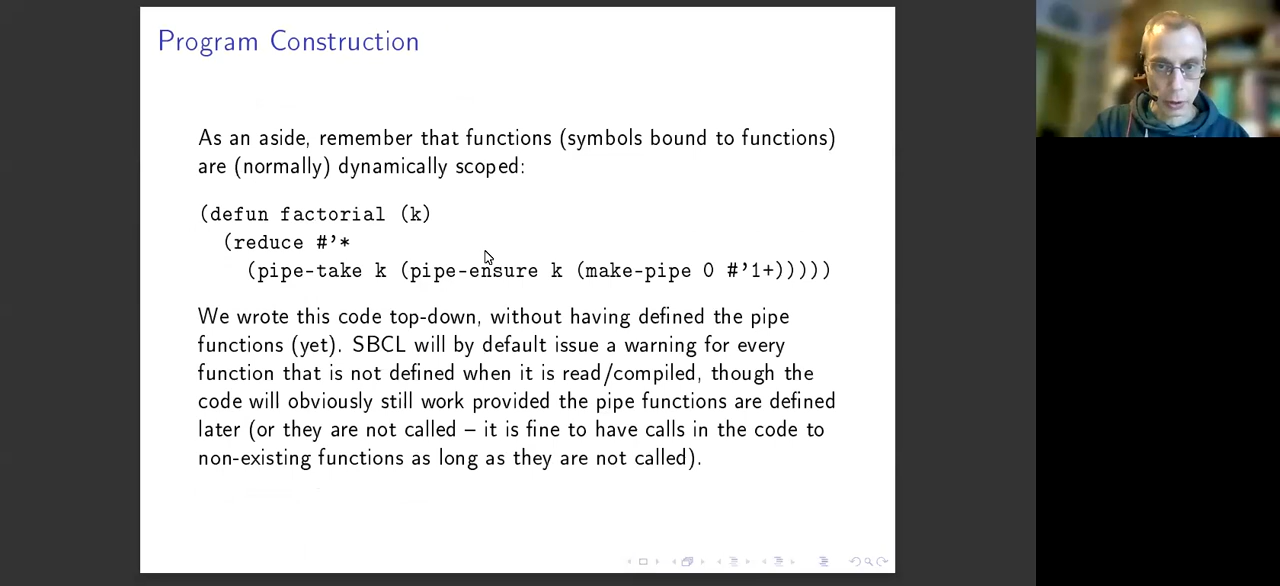 Program Construction
As an aside, remember that functions (symbols bound to functions)
are (normally) dynamically scoped:
(defun factorial (k)
(reduce #'*
(pipe-take k (pipe-ensure k (make-pipe 0 #'1+)))))
We wrote this code top-down, without having defined the pipe
functions (yet). SBCL will by default issue a warning for every
function that is not defined when it is read/compiled, though the
code will obviously still work provided the pipe functions are defined
later (or they are not called – it is fine to have calls in the code to
non-existing functions as long as they are not called).